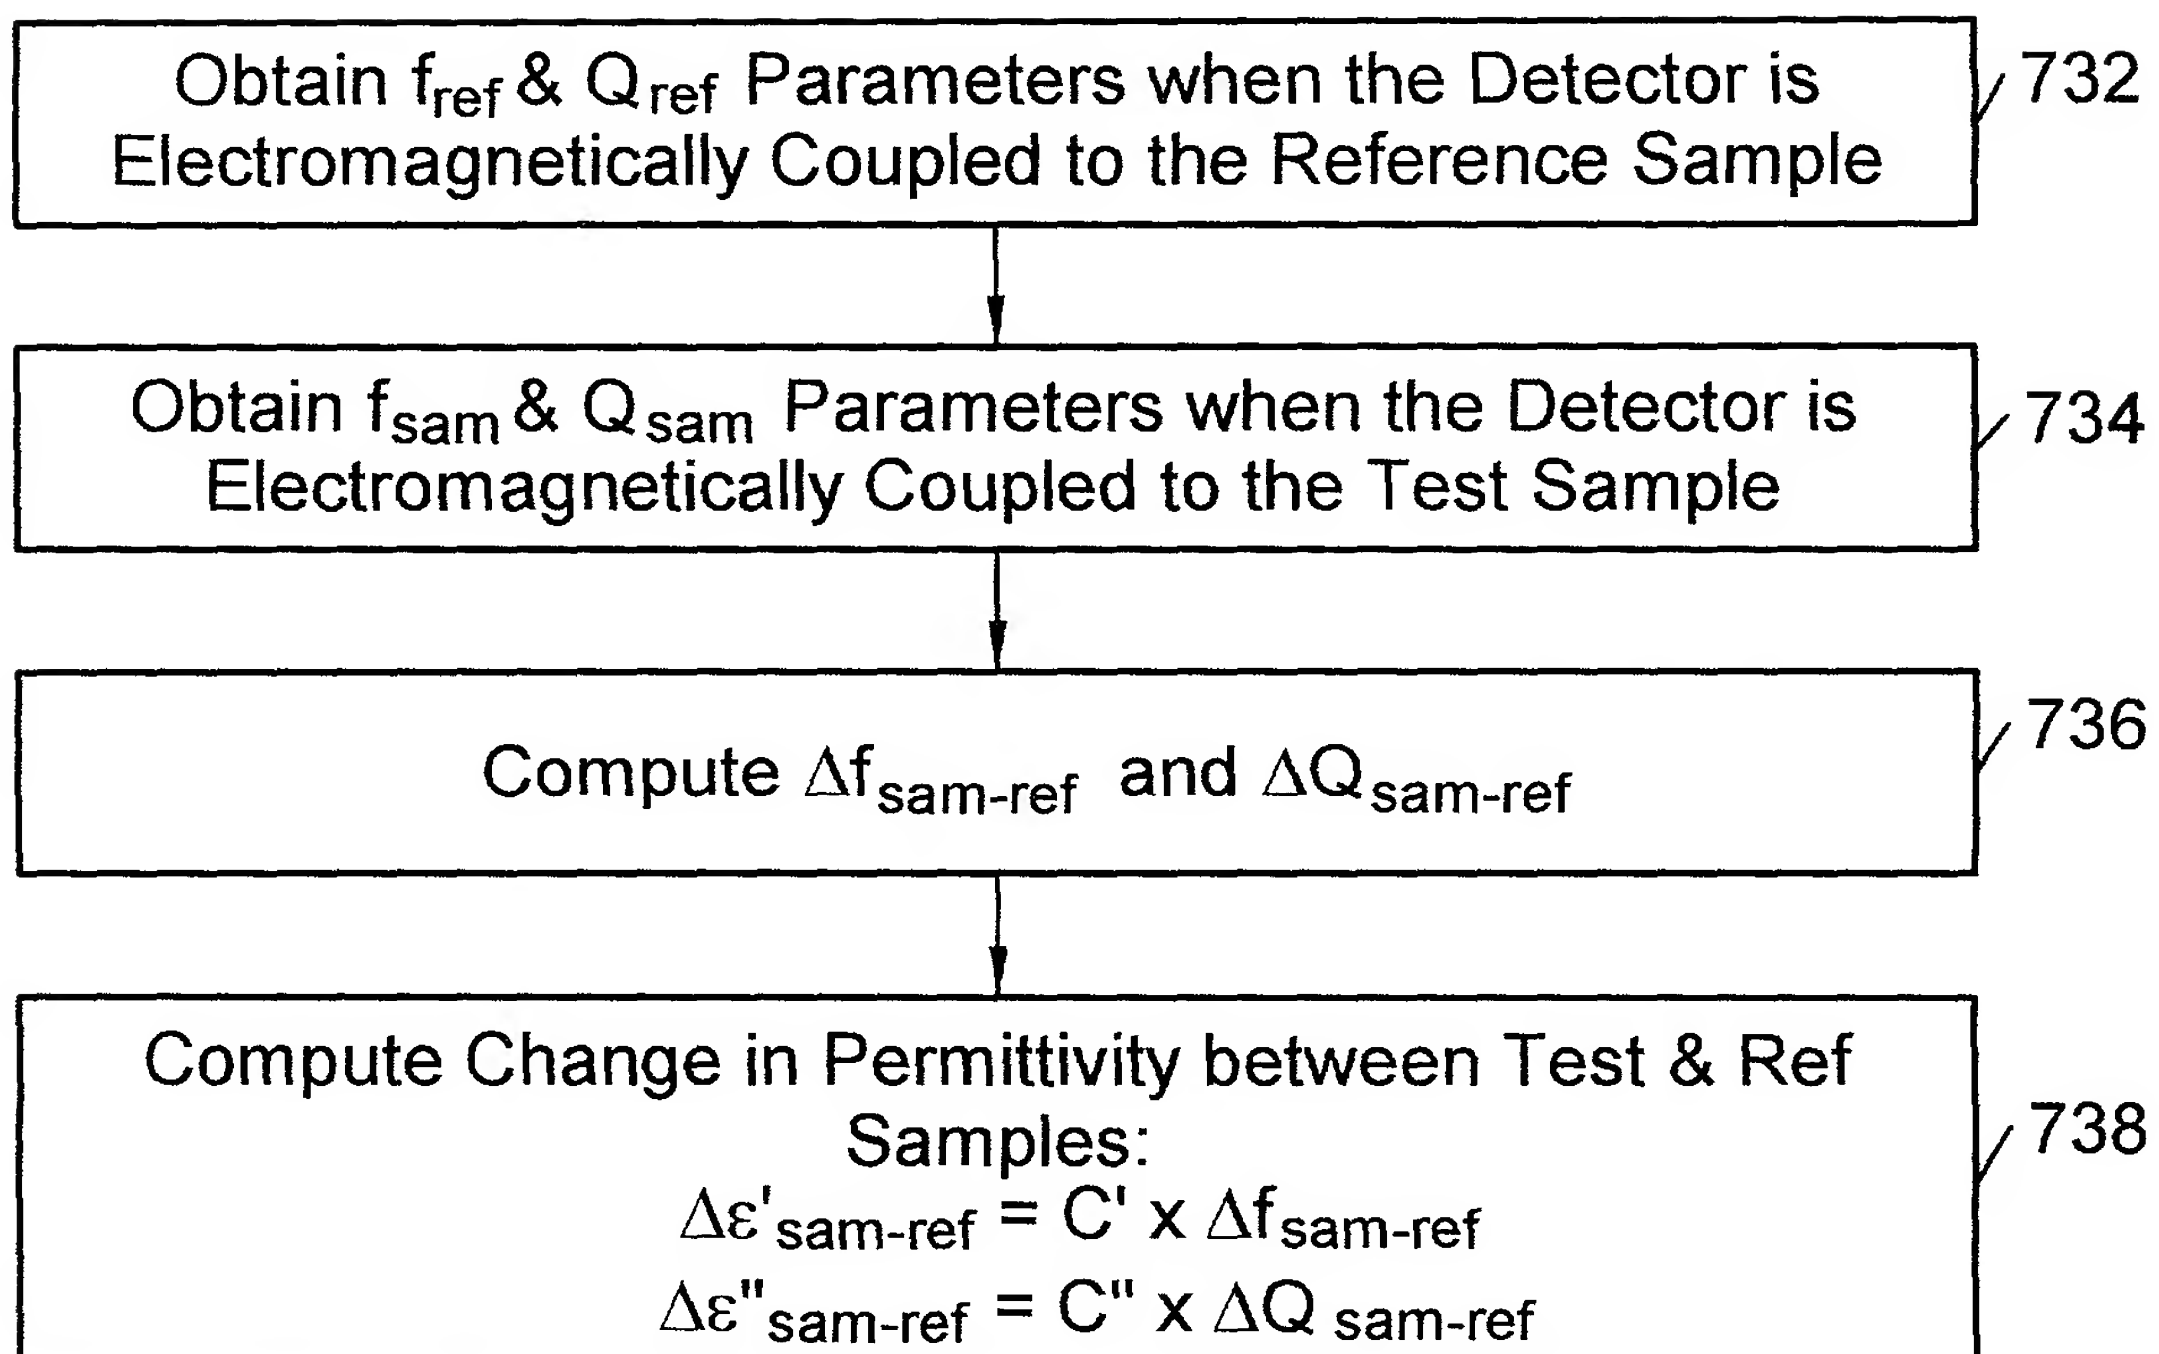 Obtain fref & Qref Parameters when the Detector is
Electromagnetically Coupled to the Reference Sample
732
Obtain fsam & Qsam Parameters when the Detector is
Electromagnetically Coupled to the Test Sample
734
Compute Δfsam-ref and ΔQsam-ref
736
Compute Change in Permittivity between Test & Ref
Samples:
Δε'sam-ref = C' x Δfsam-ref
Δε"sam-ref = C" x ΔQ sam-ref
738